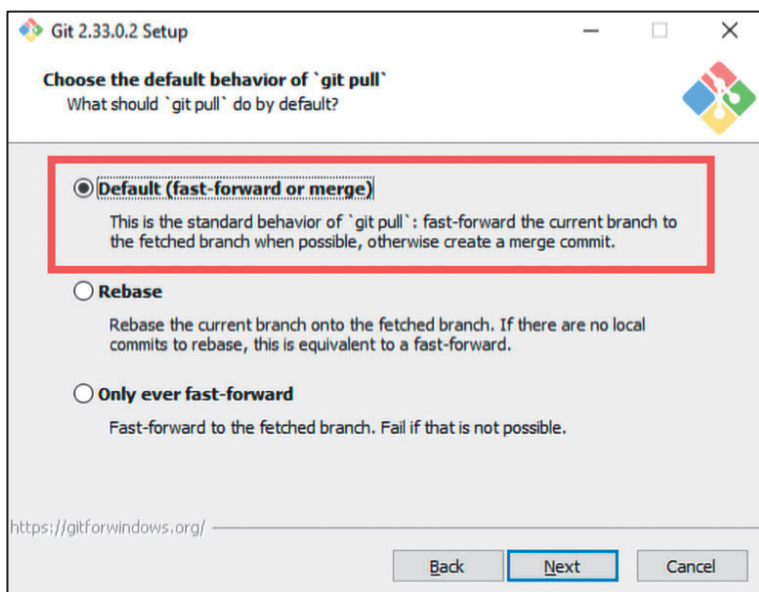 Git 2.33.0.2 Setup
Choose the default behavior of `git pull`
What should `git pull` do by default?
Default (fast-forward or merge)
This is the standard behavior of `git pull`: fast-forward the current branch to
the fetched branch when possible, otherwise create a merge commit.
Rebase
Rebase the current branch onto the fetched branch. If there are no local
commits to rebase, this is equivalent to a fast-forward.
Only ever fast-forward
Fast-forward to the fetched branch. Fail if that is not possible.
https://gitforwindows.org/
Back Next Cancel